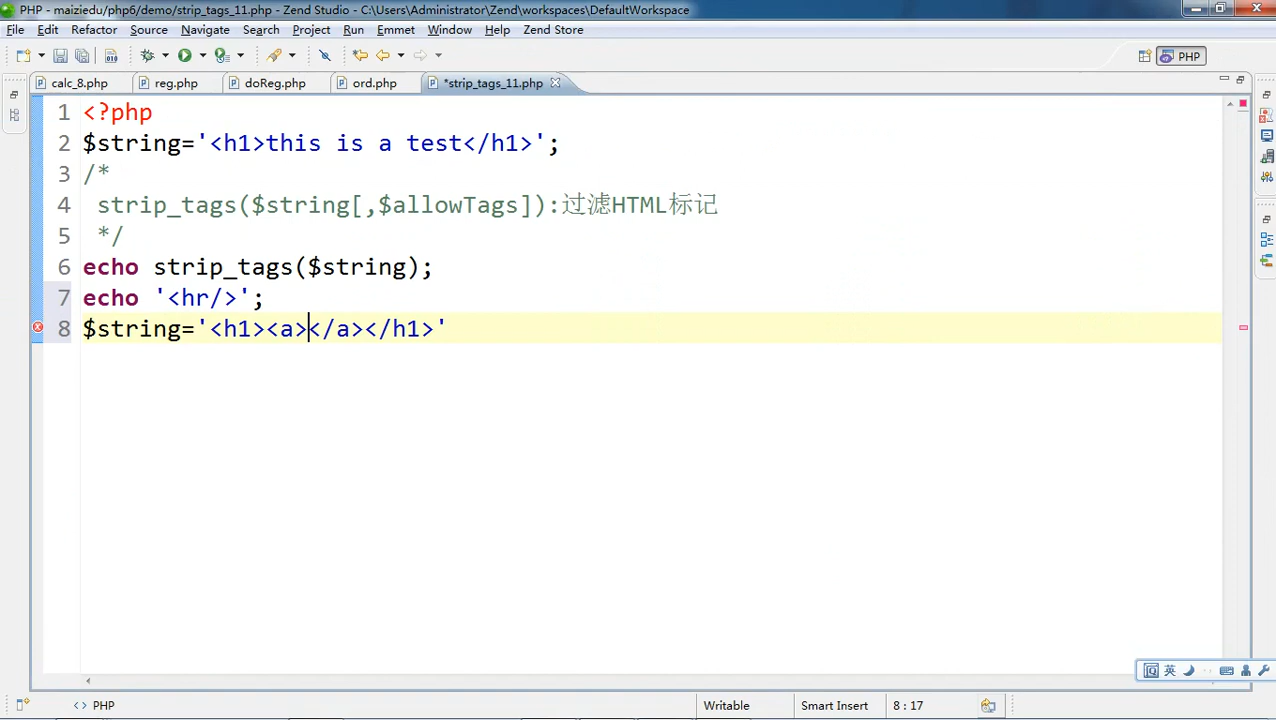 PHP - maiziedu/php6/demo/strip_tags_11.php - Zend Studio - C:\Users\Administrator\Zend\workspaces\DefaultWorkspace
File Edit Refactor Source Navigate Search Project Run Emmet Window Help Zend Store
PHP
calc_8.php reg.php doReg.php ord.php *strip_tags_11.php
1 <?php
2 $string='<h1>this is a test</h1>';
3 /*
4 strip_tags($string[,$allowTags]):过滤HTML标记
5 */
6 echo strip_tags($string);
7 echo '<hr/>';
8 $string='<h1><a></a></h1>'
英
<> PHP Writable Smart Insert 8 : 17